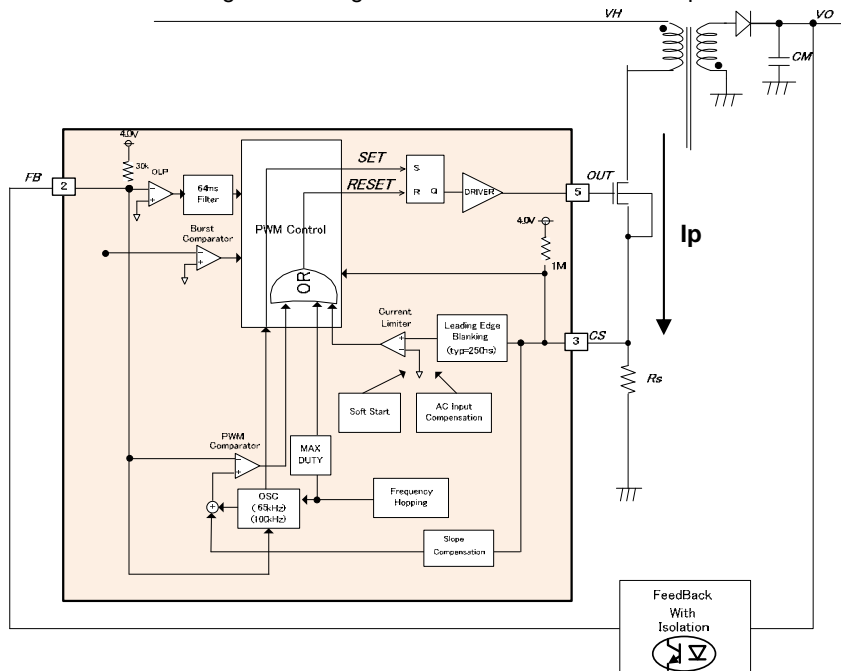 VH
VO
CM
4.0V
30k
OLP
FB
2
64ms
Filter
SET
RESET
S
R
Q
DRIVER
5
OUT
Burst
Comparator
PWM Control
OR
4.0V
1M
Ip
Current
Limiter
Leading Edge
Blanking
(typ=250ns)
3
CS
Rs
Soft Start
AC Input
Compensation
PWM
Comparator
MAX
DUTY
OSC
(65kHz)
(100kHz)
Frequency
Hopping
Slope
Compensation
FeedBack
With
Isolation